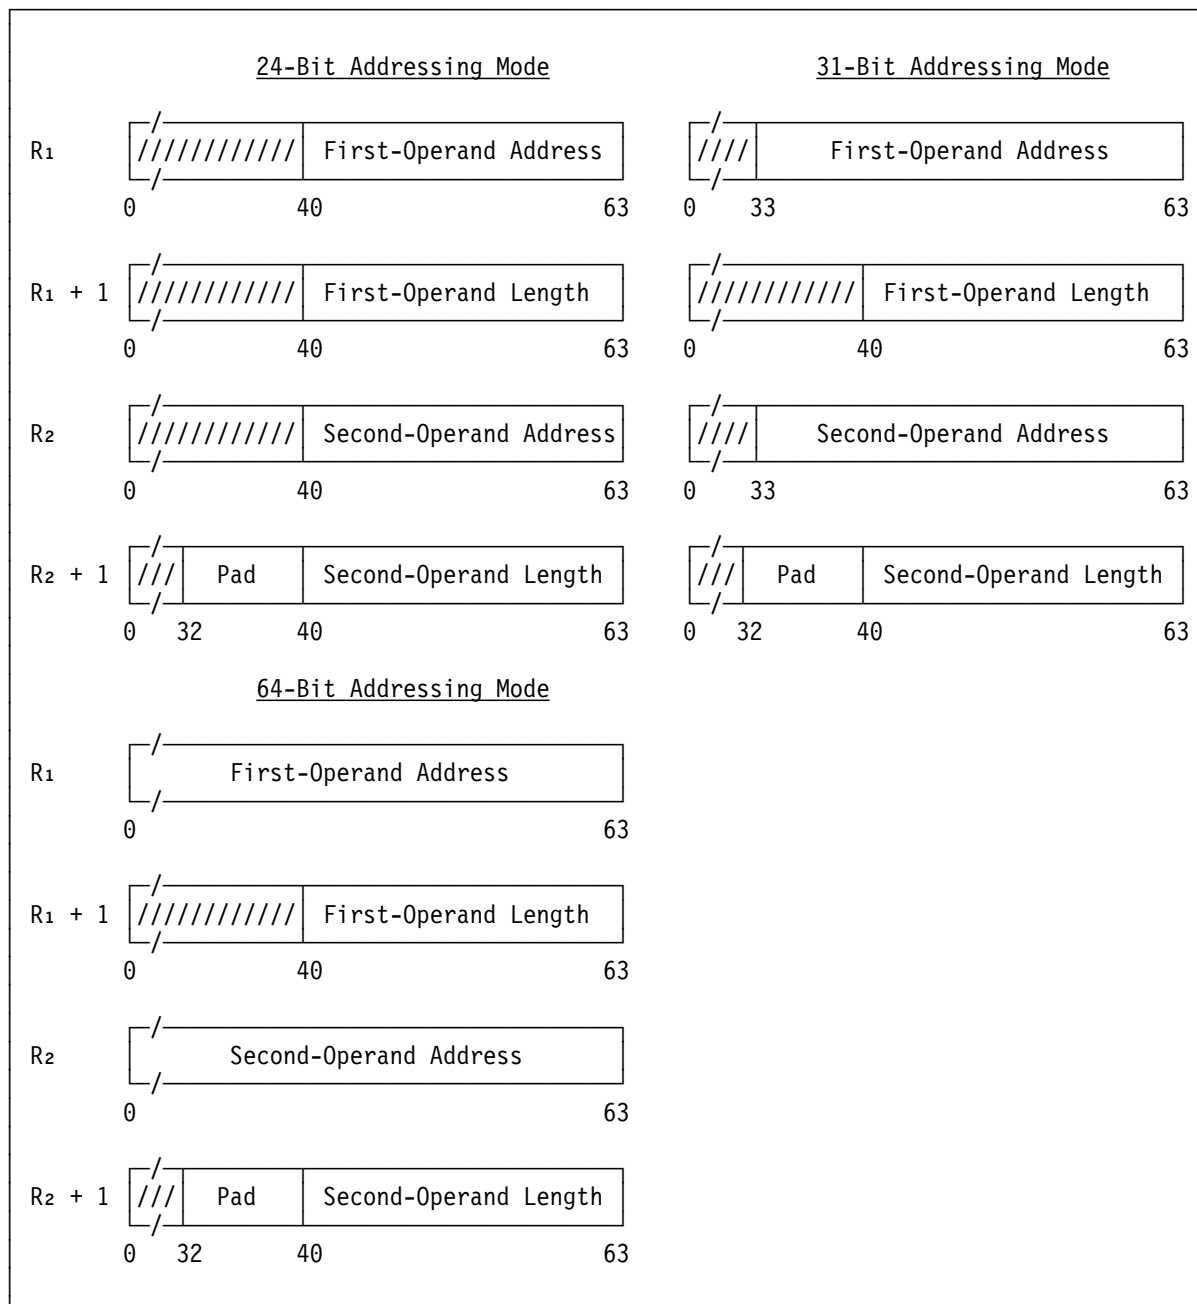 24-Bit Addressing Mode 31-Bit Addressing Mode
R₁ //////////// First-Operand Address //// First-Operand Address
0 40 63 0 33 63
R₁ + 1 //////////// First-Operand Length //////////// First-Operand Length
0 40 63 0 40 63
R₂ //////////// Second-Operand Address //// Second-Operand Address
0 40 63 0 33 63
R₂ + 1 /// Pad Second-Operand Length /// Pad Second-Operand Length
0 32 40 63 0 32 40 63
64-Bit Addressing Mode
R₁ First-Operand Address
0 63
R₁ + 1 //////////// First-Operand Length
0 40 63
R₂ Second-Operand Address
0 63
R₂ + 1 /// Pad Second-Operand Length
0 32 40 63